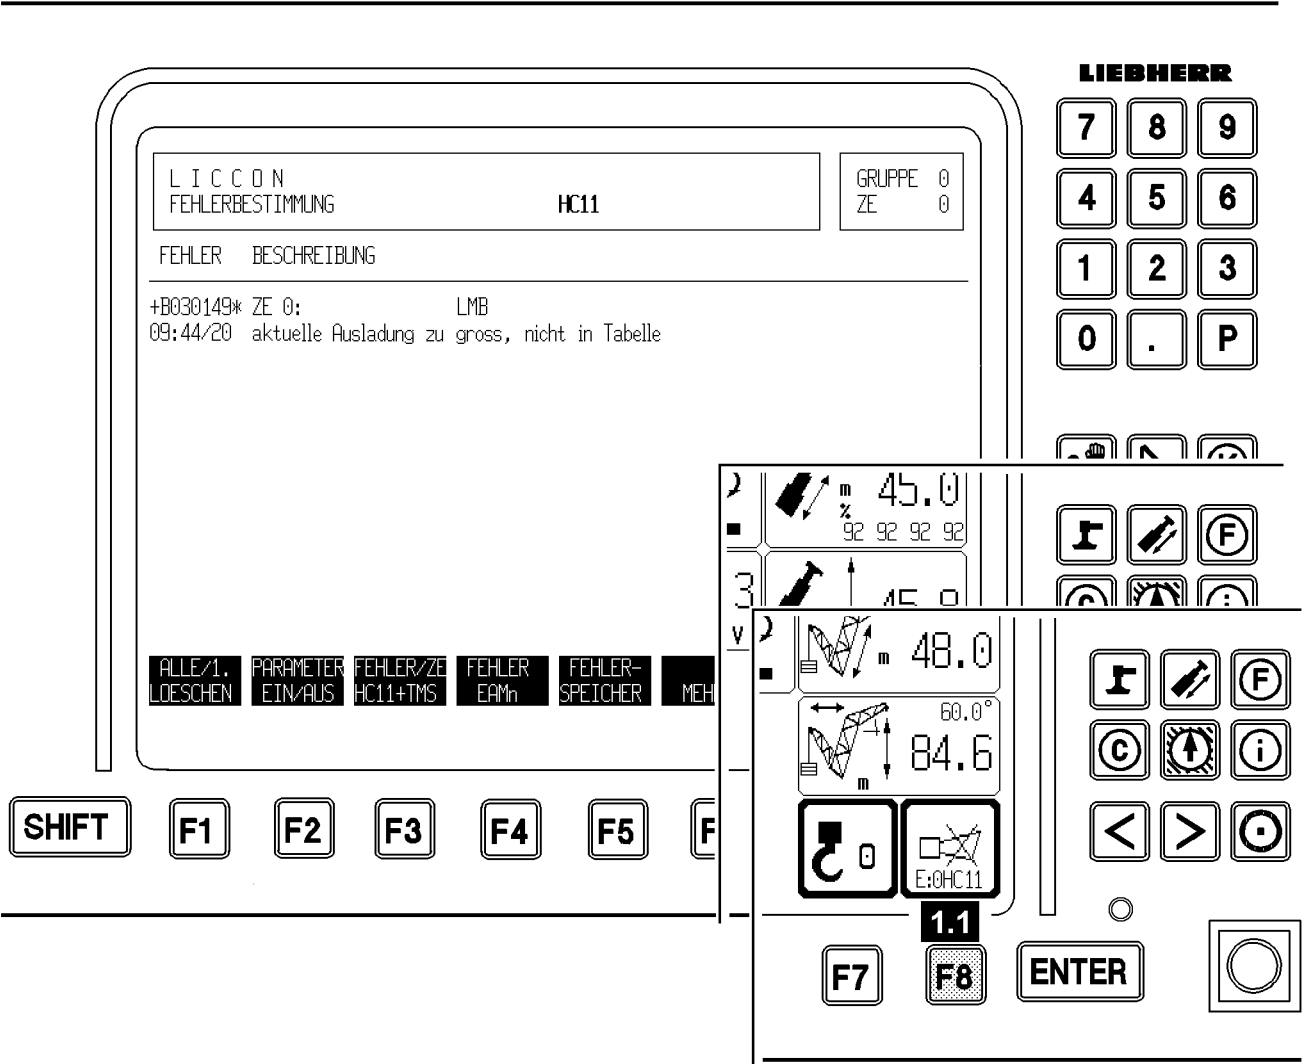 LIEBHERR
7 8 9
L I C C O N
FEHLERBESTIMMUNG HC11
GRUPPE 0
ZE 0
4 5 6
FEHLER BESCHREIBUNG
1 2 3
+B030149* ZE 0: LMB
09:44/20 aktuelle Ausladung zu gross, nicht in Tabelle
0 . P
m 45.0
%
92 92 92 92
F
3
V
m 48.0
ALLE/1. LOESCHEN
PARAMETER EIN/AUS
FEHLER/ZE HC11+TMS
FEHLER EAMn
FEHLER- SPEICHER
MEH
F
60.0°
84.6
m
C i
SHIFT F1 F2 F3 F4 F5 F
< >
0
E:0HC11
1.1
F7 F8 ENTER